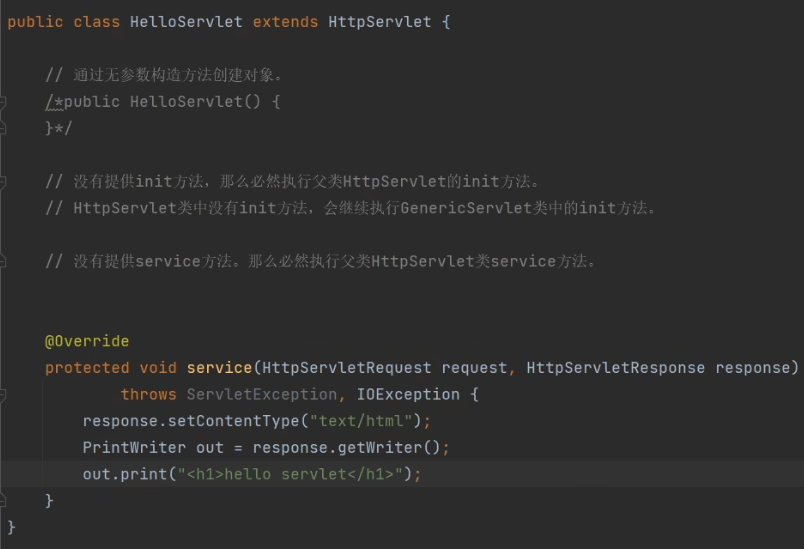 public class HelloServlet extends HttpServlet {
// 通过无参数构造方法创建对象。
/*public HelloServlet() {
}*/
// 没有提供init方法，那么必然执行父类HttpServlet的init方法。
// HttpServlet类中没有init方法，会继续执行GenericServlet类中的init方法。
// 没有提供service方法。那么必然执行父类HttpServlet类service方法。
@Override
protected void service(HttpServletRequest request, HttpServletResponse response)
throws ServletException, IOException {
response.setContentType("text/html");
PrintWriter out = response.getWriter();
out.print("<h1>hello servlet</h1>");
}
}